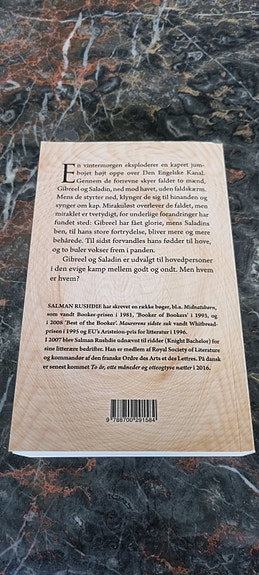 En vintermorgen eksploderer en kapret jum-
bojet højt oppe over Den Engelske Kanal.
Gennem de forrevne skyer falder to mænd,
Gibreel og Saladin, ned mod havet, uden faldskærm.
Mens de styrter ned, klynger de sig til hinanden og
synger om kap. Mirakuløst overlever de faldet, men
miraklet er tvetydigt, for underlige forandringer har
fundet sted: Gibreel har fået glorie, mens Saladins
ben, til hans store fortrydelse, bliver mere og mere
behårede. Til sidst forvandles hans fødder til hove,
og to buler vokser frem i panden.
Gibreel og Saladin er udvalgt til hovedpersoner
i den evige kamp mellem godt og ondt. Men hvem
er hvem?
SALMAN RUSHDIE har skrevet en række bøger, bl.a. Midnatsbørn,
som vandt Booker-prisen i 1981, 'Booker of Bookers' i 1993, og
i 2008 'Best of the Booker'. Maurerens sidste suk vandt Whitbread-
prisen i 1995 og EU's Aristeion-pris for litteratur i 1996.
I 2007 blev Salman Rushdie udnævnt til ridder (Knight Bachelor) for
sine litterære bedrifter. Han er medlem af Royal Society of Literature
og kommandør af den franske Ordre des Arts et des Lettres. På dansk
er senest kommet To år, otte måneder og otteogtyve nætter i 2016.
9 788700 291584